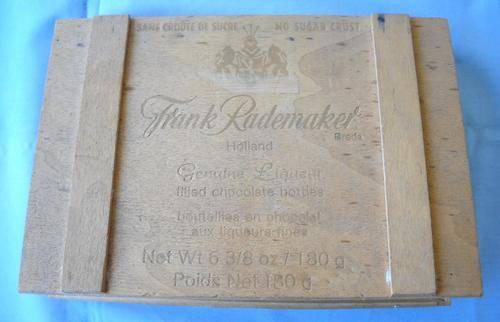 SANS CROÛTE DE SUCRE NO SUGAR CRUST
Frank Rademaker
Breda
Holland
Genuine Liqueur
filled chocolate bottles
bouteilles en chocolat
aux liqueurs fines
Net Wt 6 3/8 oz / 180 g
Poids Net 180 g